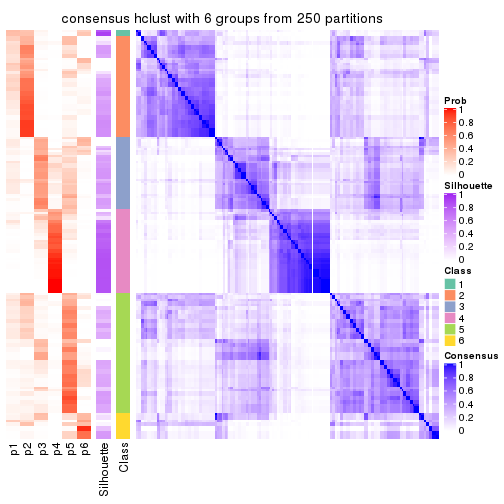 consensus hclust with 6 groups from 250 partitions
Prob
1
0.8
0.6
0.4
0.2
0
Silhouette
1
0.8
0.6
0.4
0.2
0
Class
1
2
3
4
5
6
Consensus
1
0.8
0.6
0.4
0.2
0
p1
p2
p3
p4
p5
p6
Silhouette
Class